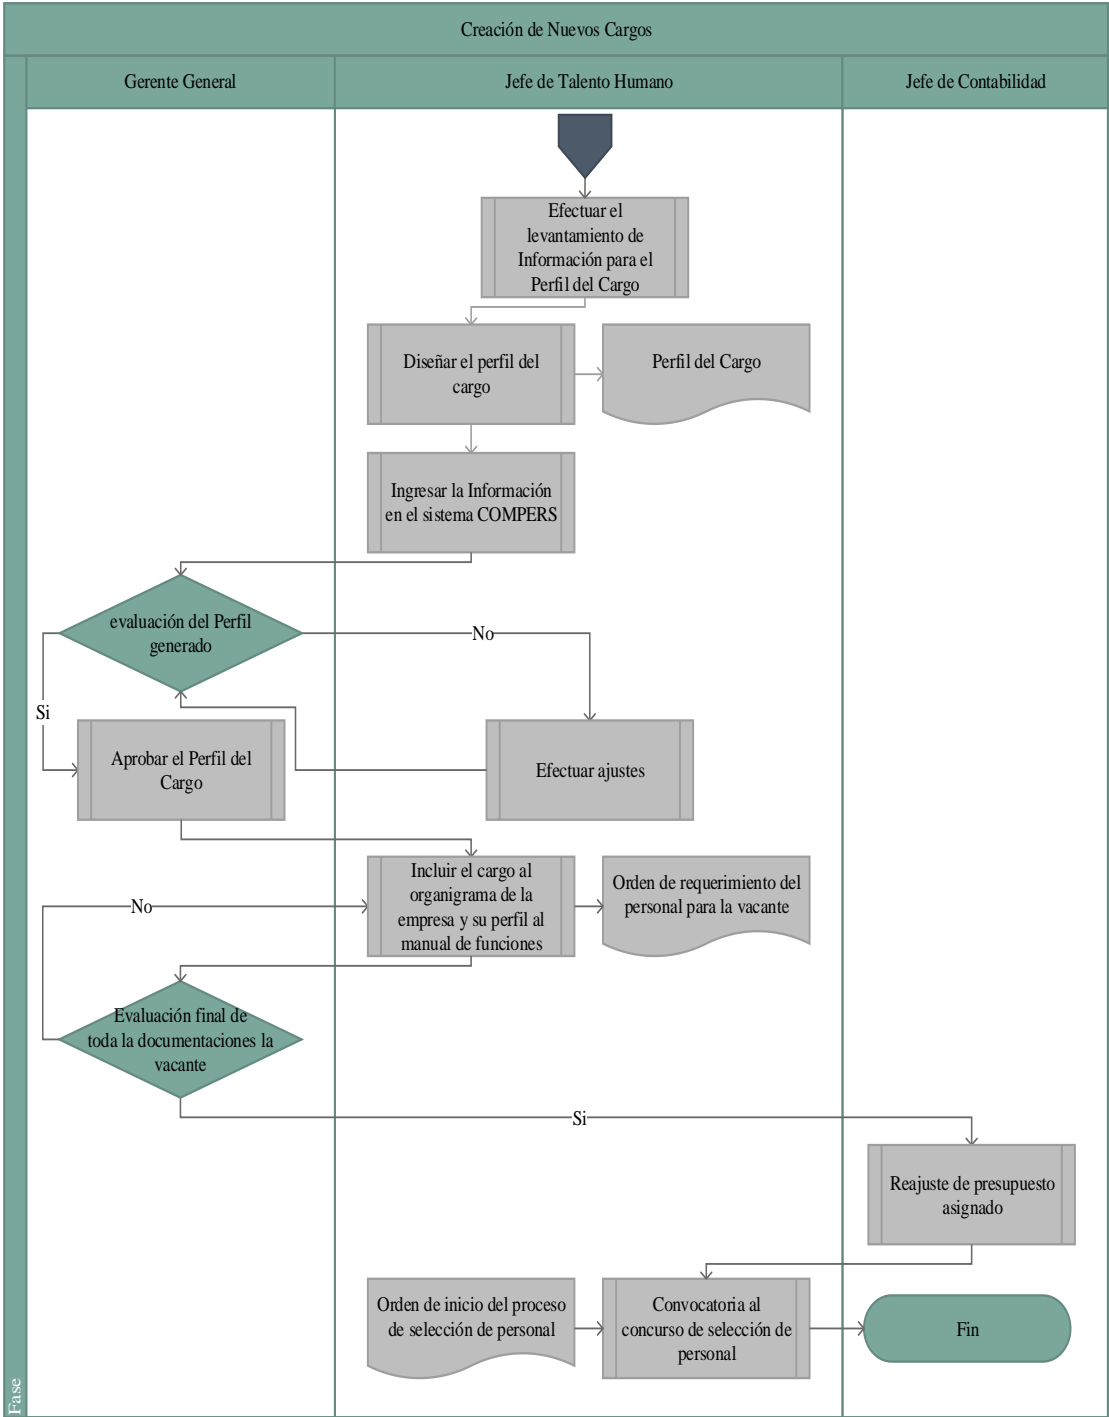 Creación de Nuevos Cargos
Gerente General
Jefe de Talento Humano
Jefe de Contabilidad
Efectuar el
levantamiento de
Información para el
Perfil del Cargo
Diseñar el perfil del
cargo
Perfil del Cargo
Ingresar la Información
en el sistema COMPERS
evaluación del Perfil
generado
No
Si
Aprobar el Perfil del
Cargo
Efectuar ajustes
Incluir el cargo al
organigrama de la
empresa y su perfil al
manual de funciones
Orden de requerimiento del
personal para la vacante
No
Evaluación final de
toda la documentaciones la
vacante
Si
Reajuste de presupuesto
asignado
Orden de inicio del proceso
de selección de personal
Convocatoria al
concurso de selección de
personal
Fin
Fase